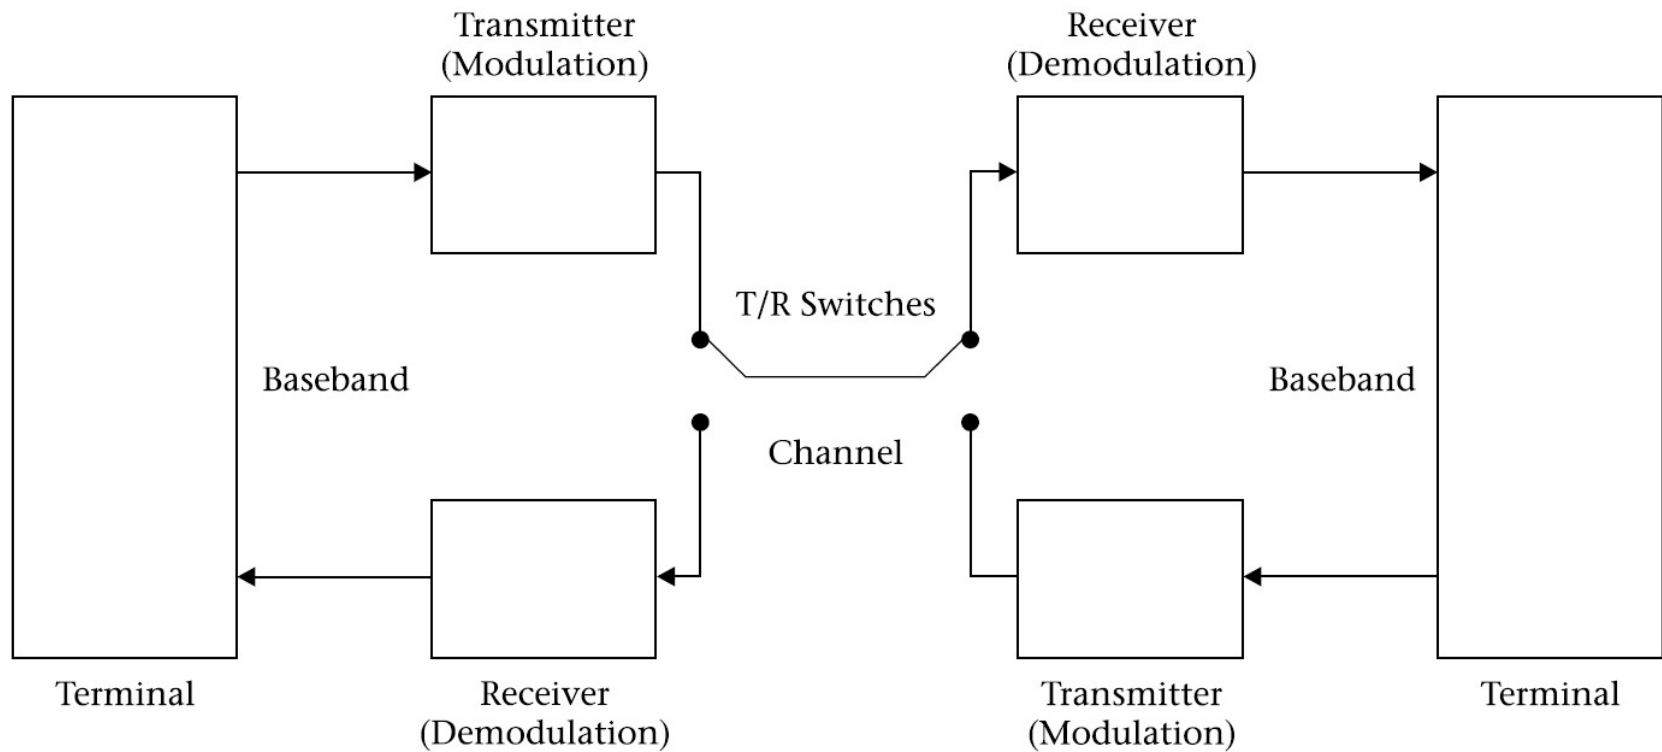 Transmitter
(Modulation)
Receiver
(Demodulation)
T/R Switches
Baseband
Baseband
Channel
Terminal
Receiver
(Demodulation)
Transmitter
(Modulation)
Terminal